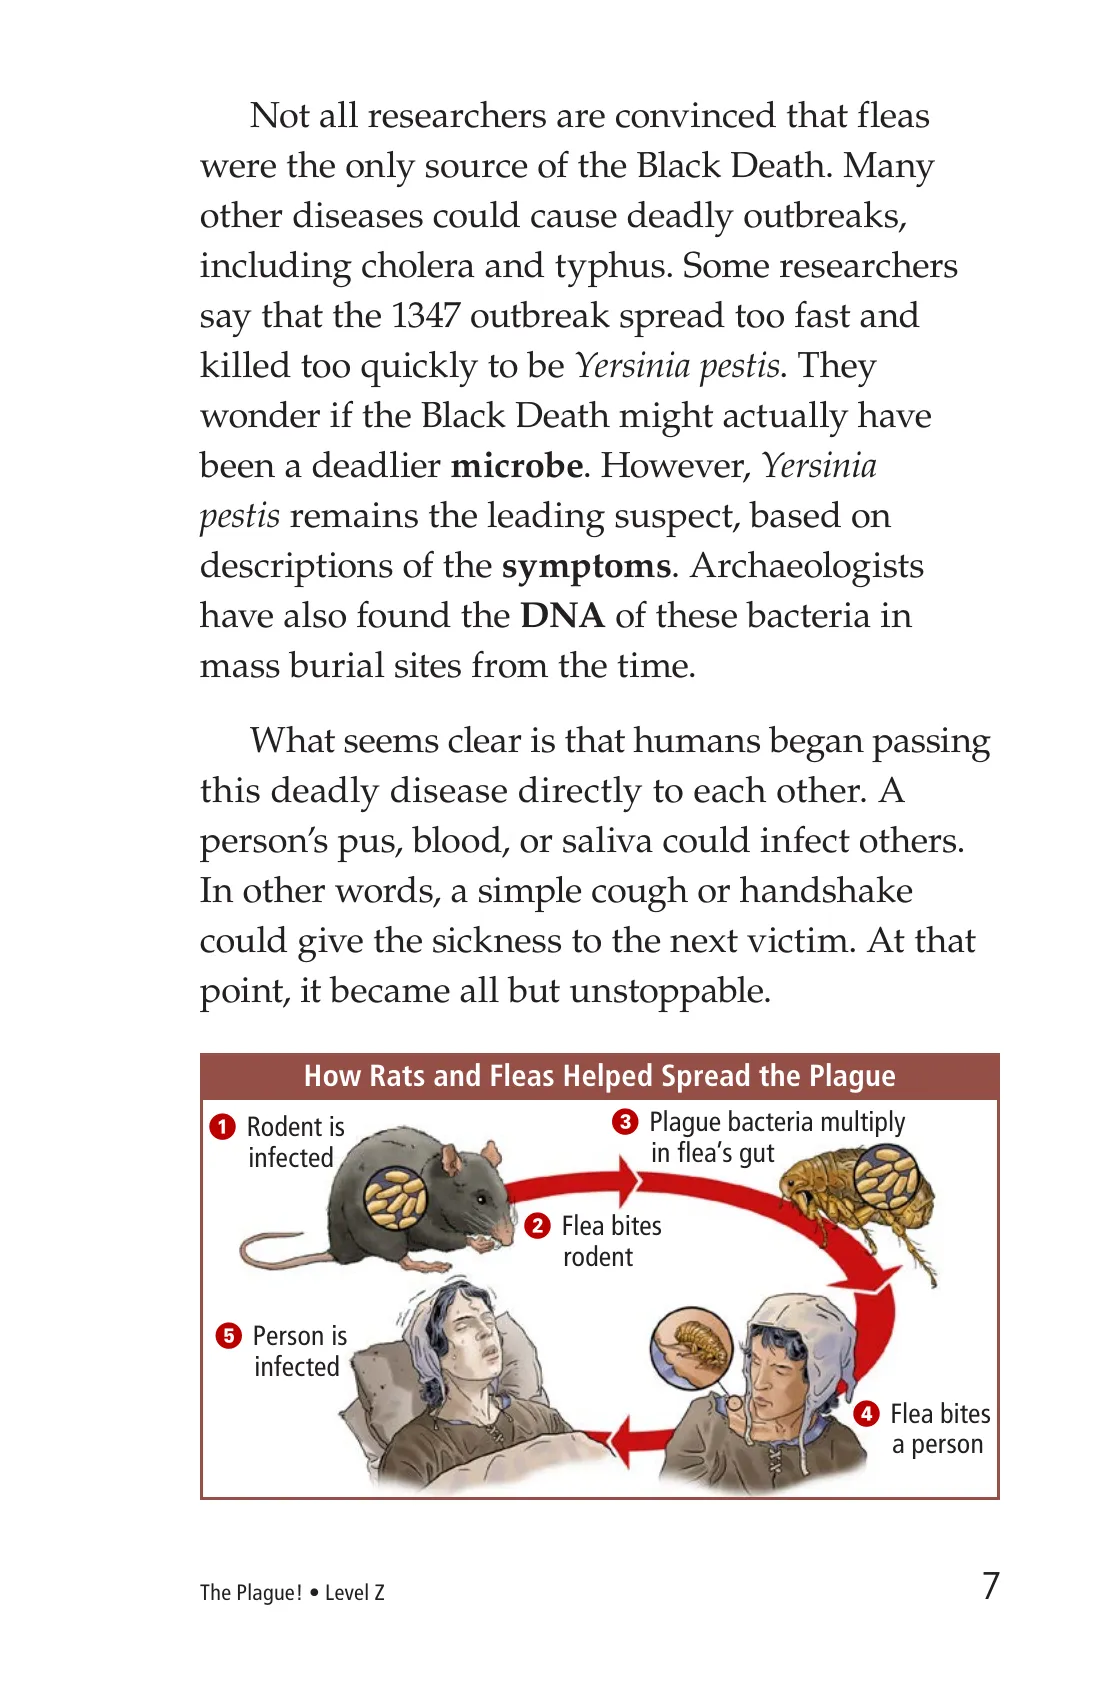 Not all researchers are convinced that fleas
were the only source of the Black Death. Many
other diseases could cause deadly outbreaks,
including cholera and typhus. Some researchers
say that the 1347 outbreak spread too fast and
killed too quickly to be Yersinia pestis. They
wonder if the Black Death might actually have
been a deadlier microbe. However, Yersinia
pestis remains the leading suspect, based on
descriptions of the symptoms. Archaeologists
have also found the DNA of these bacteria in
mass burial sites from the time.
What seems clear is that humans began passing
this deadly disease directly to each other. A
person’s pus, blood, or saliva could infect others.
In other words, a simple cough or handshake
could give the sickness to the next victim. At that
point, it became all but unstoppable.
How Rats and Fleas Helped Spread the Plague
1 Rodent is
infected
2 Flea bites
rodent
3 Plague bacteria multiply
in flea’s gut
4 Flea bites
a person
5 Person is
infected
The Plague! • Level Z
7